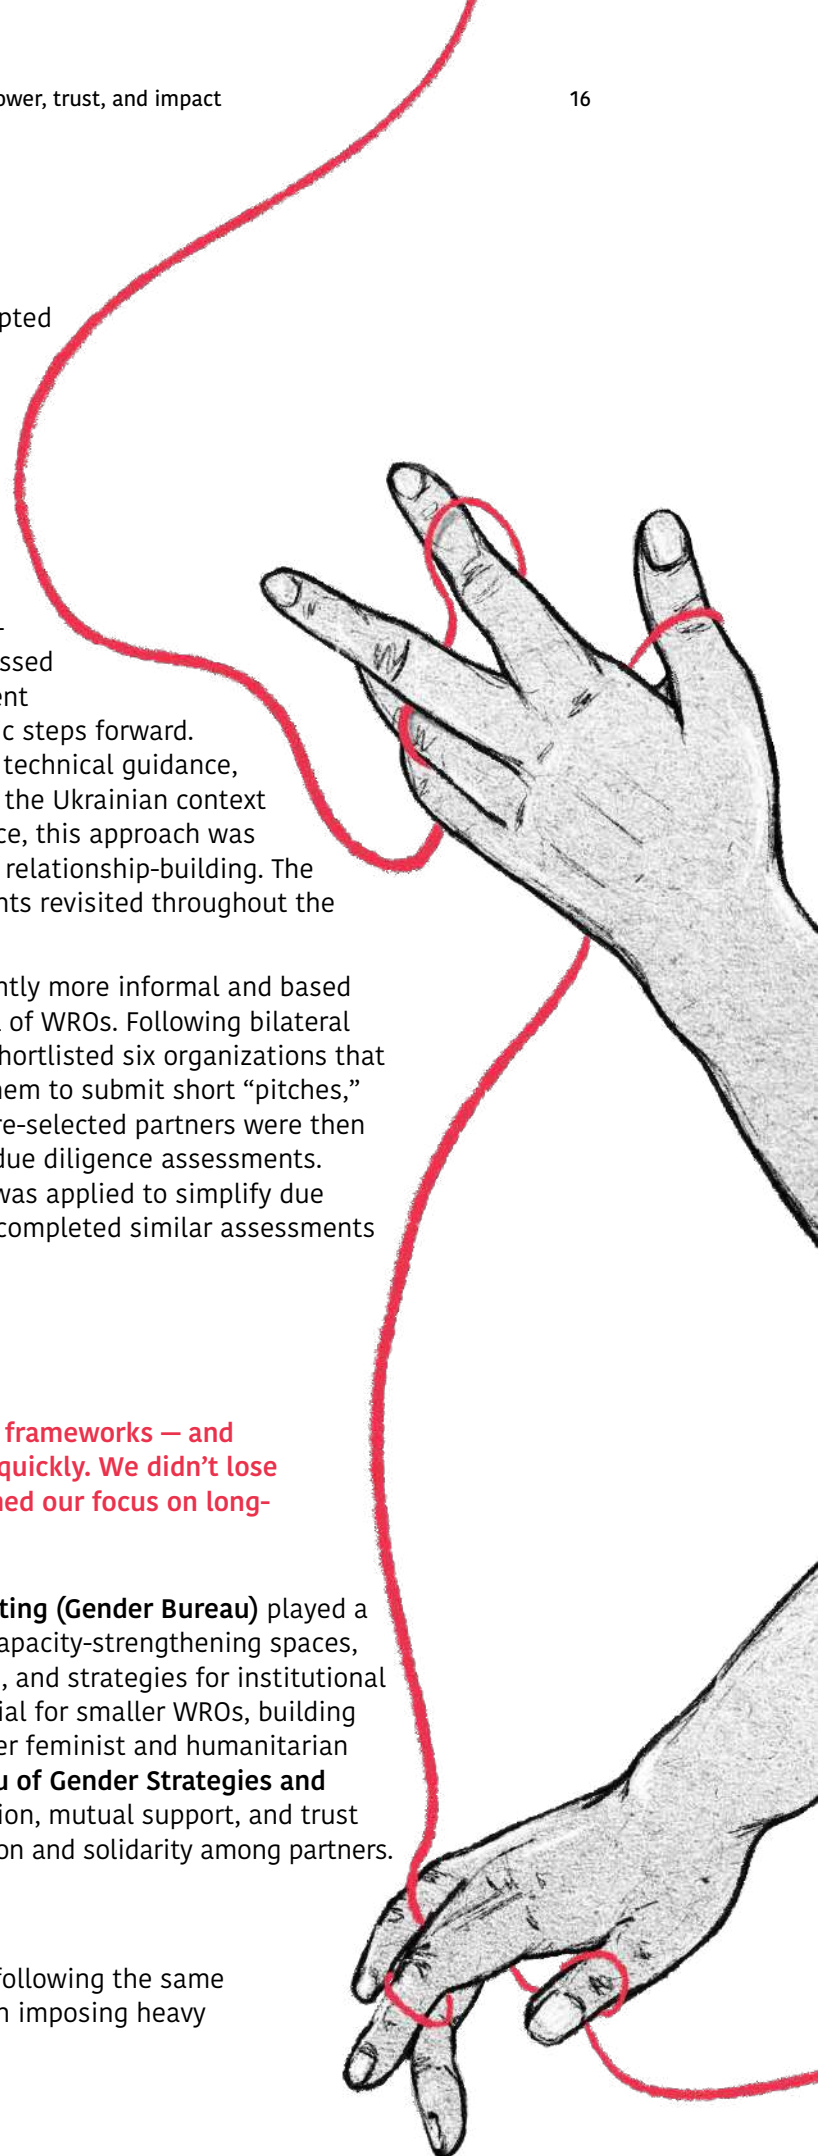 ower, trust, and impact 16
pted
-
ssed
ent
c steps forward.
technical guidance,
the Ukrainian context
ce, this approach was
relationship-building. The
nts revisited throughout the
ntly more informal and based
of WROs. Following bilateral
hortlisted six organizations that
hem to submit short “pitches,”
re-selected partners were then
due diligence assessments.
was applied to simplify due
completed similar assessments
frameworks — and
quickly. We didn’t lose
ned our focus on long-
ting (Gender Bureau) played a
apacity-strengthening spaces,
, and strategies for institutional
ial for smaller WROs, building
er feminist and humanitarian
u of Gender Strategies and
ion, mutual support, and trust
on and solidarity among partners.
following the same
n imposing heavy